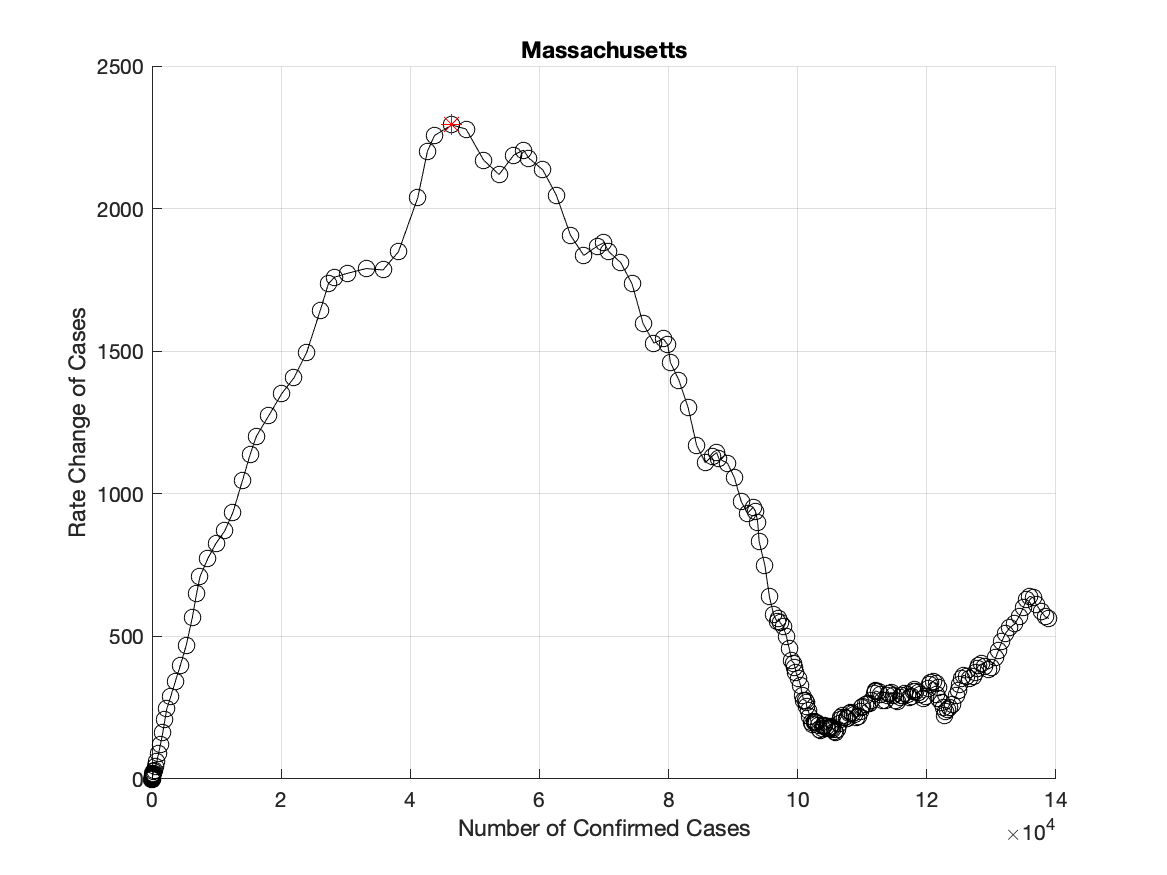 Massachusetts
2500
2000
1500
1000
500
0
Rate Change of Cases
0 2 4 6 8 10 12 14
Number of Confirmed Cases
×10^4